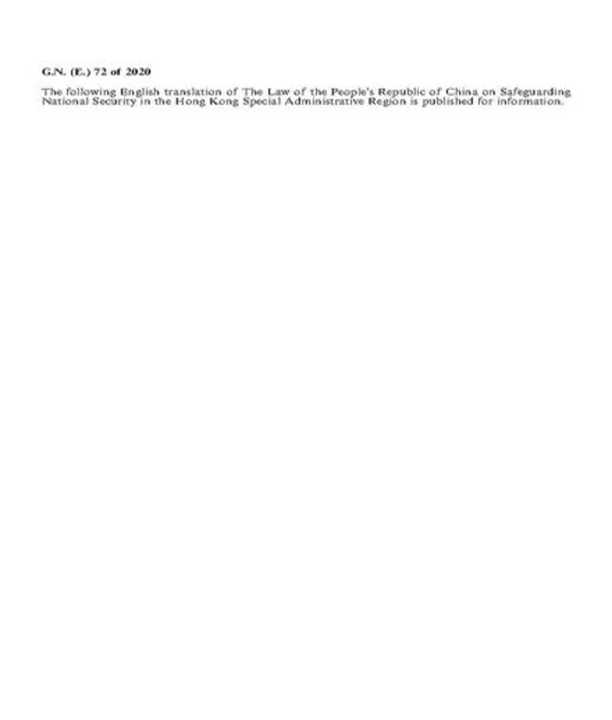 G.N. (E.) 72 of 2020
The following English translation of The Law of the People's Republic of China on Safeguarding
National Security in the Hong Kong Special Administrative Region is published for information.